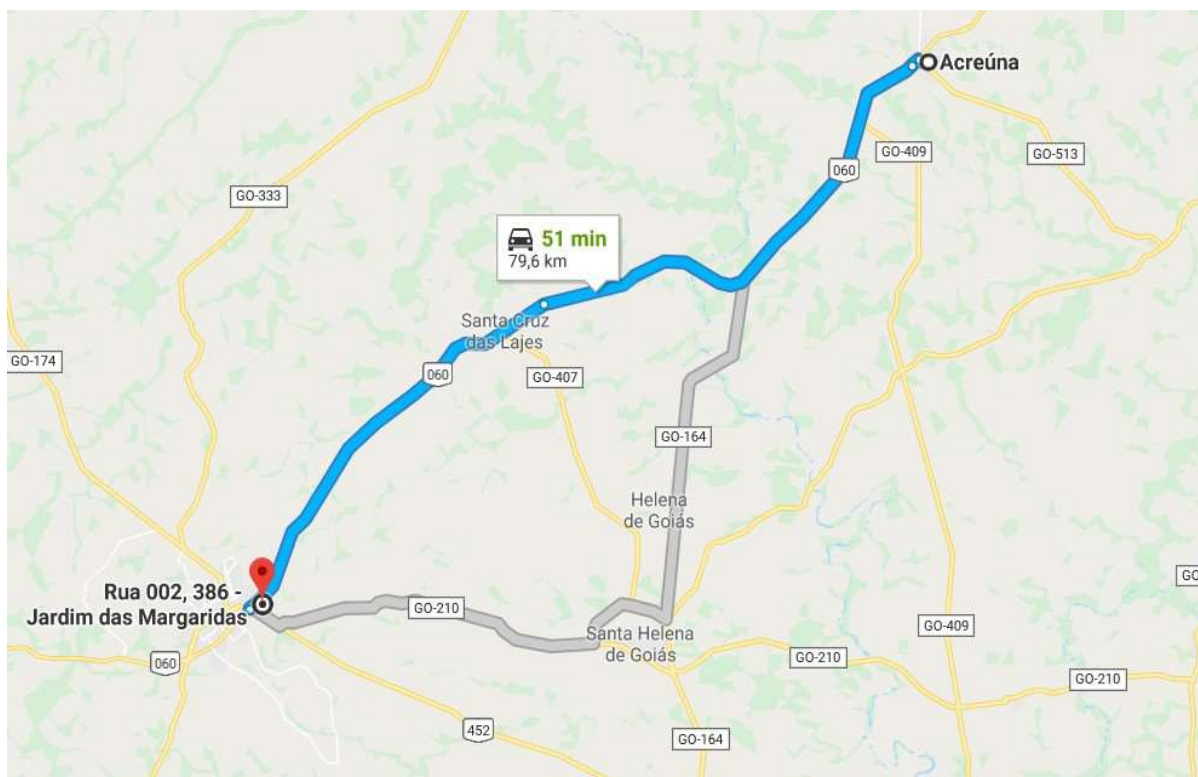 Acreúna
GO-409
GO-513
060
GO-333
51 min
79,6 km
Santa Cruz
das Lajes
GO-174
060
GO-407
GO-164
Helena
de Goiás
Rua 002, 386 -
Jardim das Margaridas
GO-210
GO-409
Santa Helena
de Goiás
060
GO-210
GO-210
452
GO-164